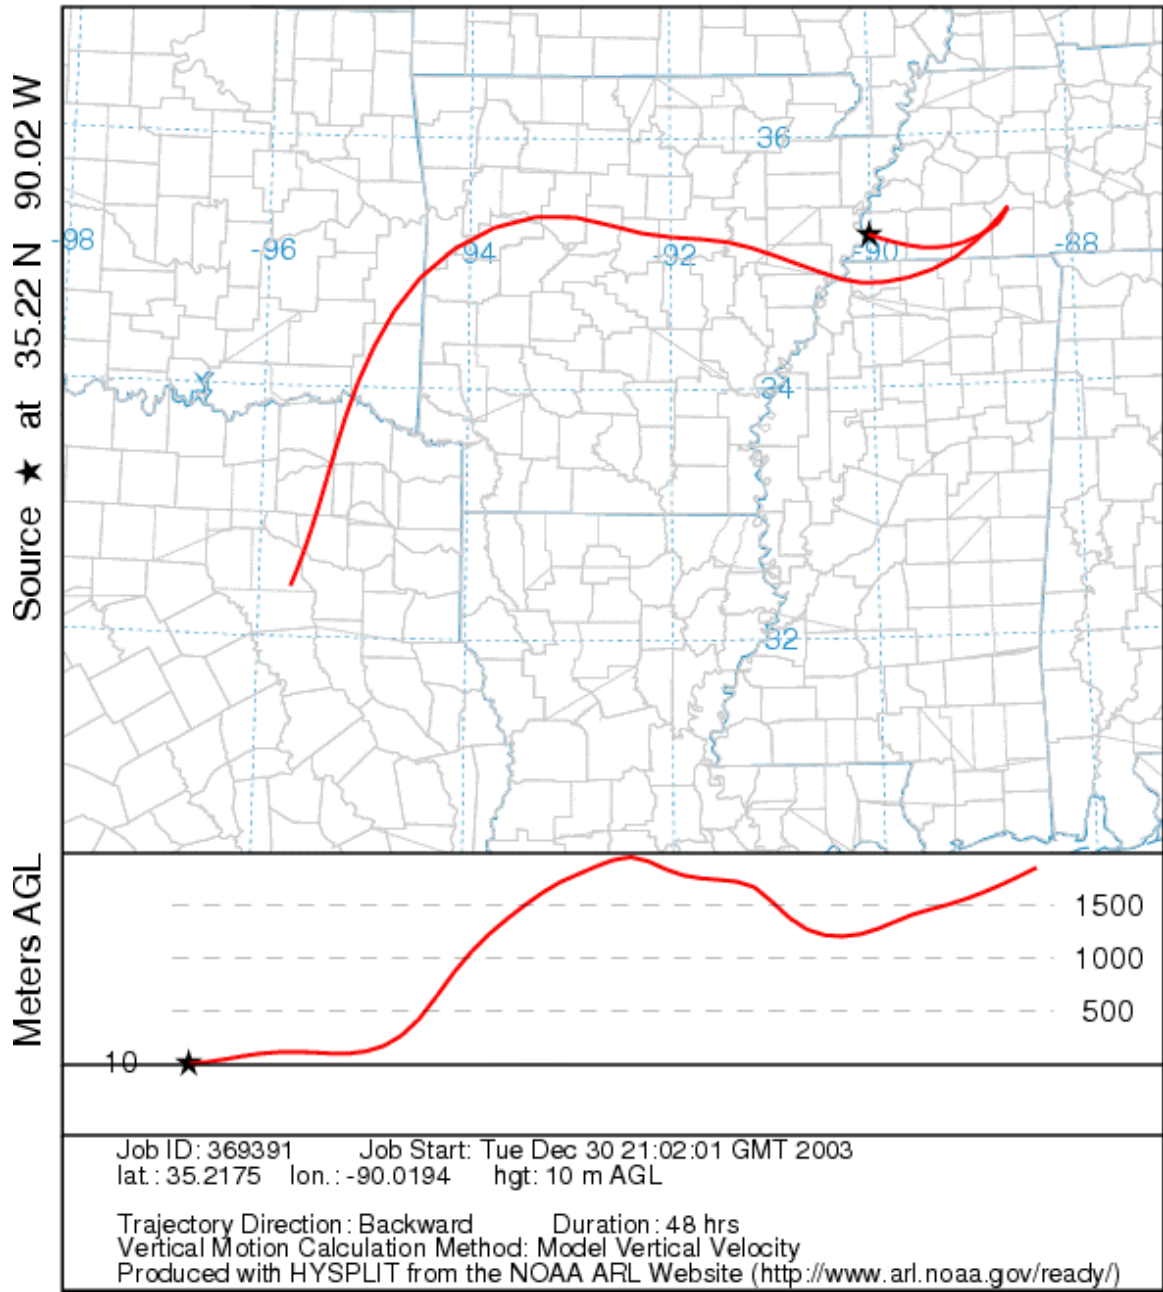 Source ★ at 35.22 N 90.02 W
36
-98
-96
-94
-92
-90
-88
34
32
Meters AGL
1500
1000
500
10
Job ID: 369391 Job Start: Tue Dec 30 21:02:01 GMT 2003
lat.: 35.2175 lon.: -90.0194 hgt: 10 m AGL
Trajectory Direction: Backward Duration: 48 hrs
Vertical Motion Calculation Method: Model Vertical Velocity
Produced with HYSPLIT from the NOAA ARL Website (http://www.arl.noaa.gov/ready/)